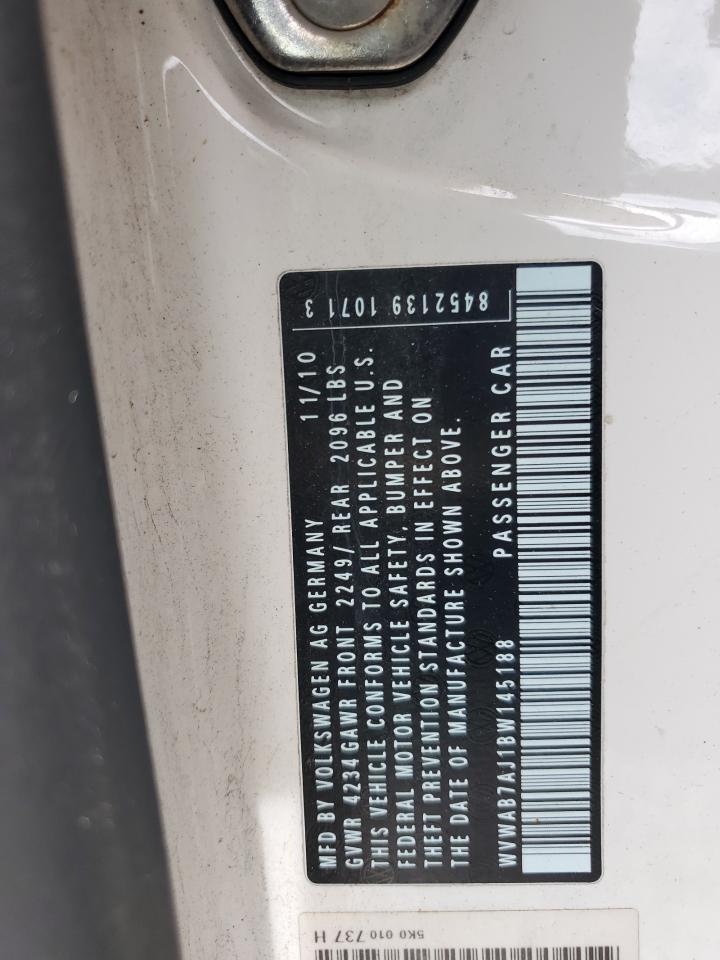 MFD BY VOLKSWAGEN AG GERMANY 11/10
GVWR 4234 GAWR FRONT 2249/ REAR 2096 LBS
THIS VEHICLE CONFORMS TO ALL APPLICABLE U.S.
FEDERAL MOTOR VEHICLE SAFETY, BUMPER AND
THEFT PREVENTION STANDARDS IN EFFECT ON
THE DATE OF MANUFACTURE SHOWN ABOVE.
WVWAB7AJ1BW145188 PASSENGER CAR
8452139 1071 3
5K0 010 737 H